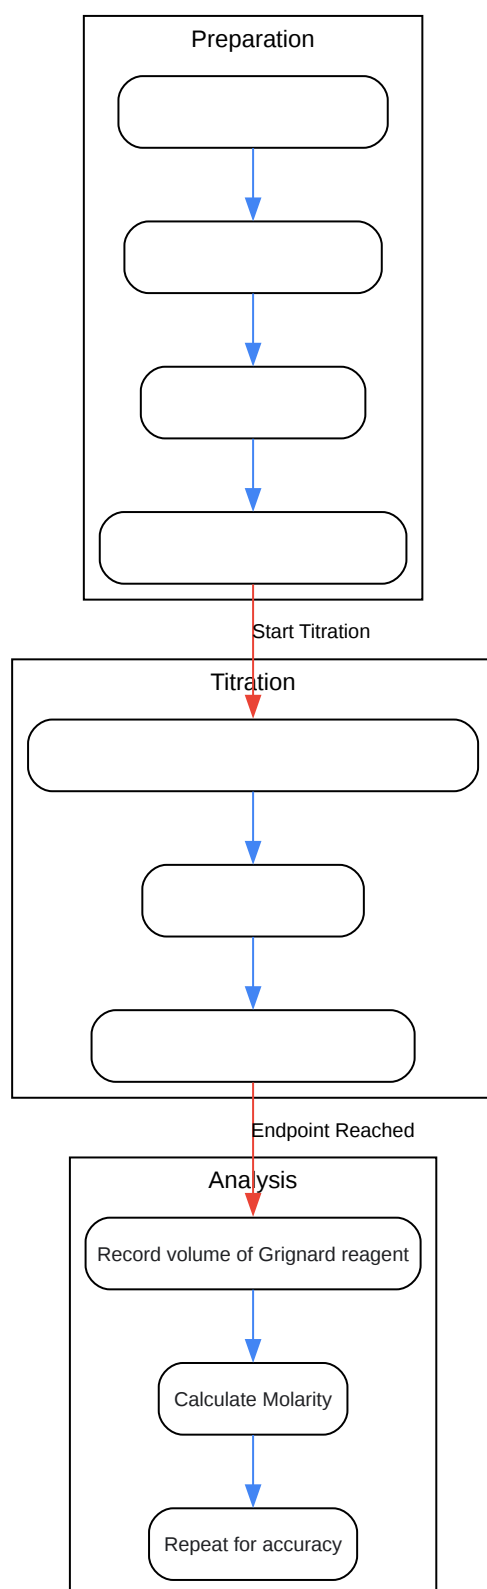 Preparation
Start Titration
Titration
Endpoint Reached
Analysis
Record volume of Grignard reagent
Calculate Molarity
Repeat for accuracy